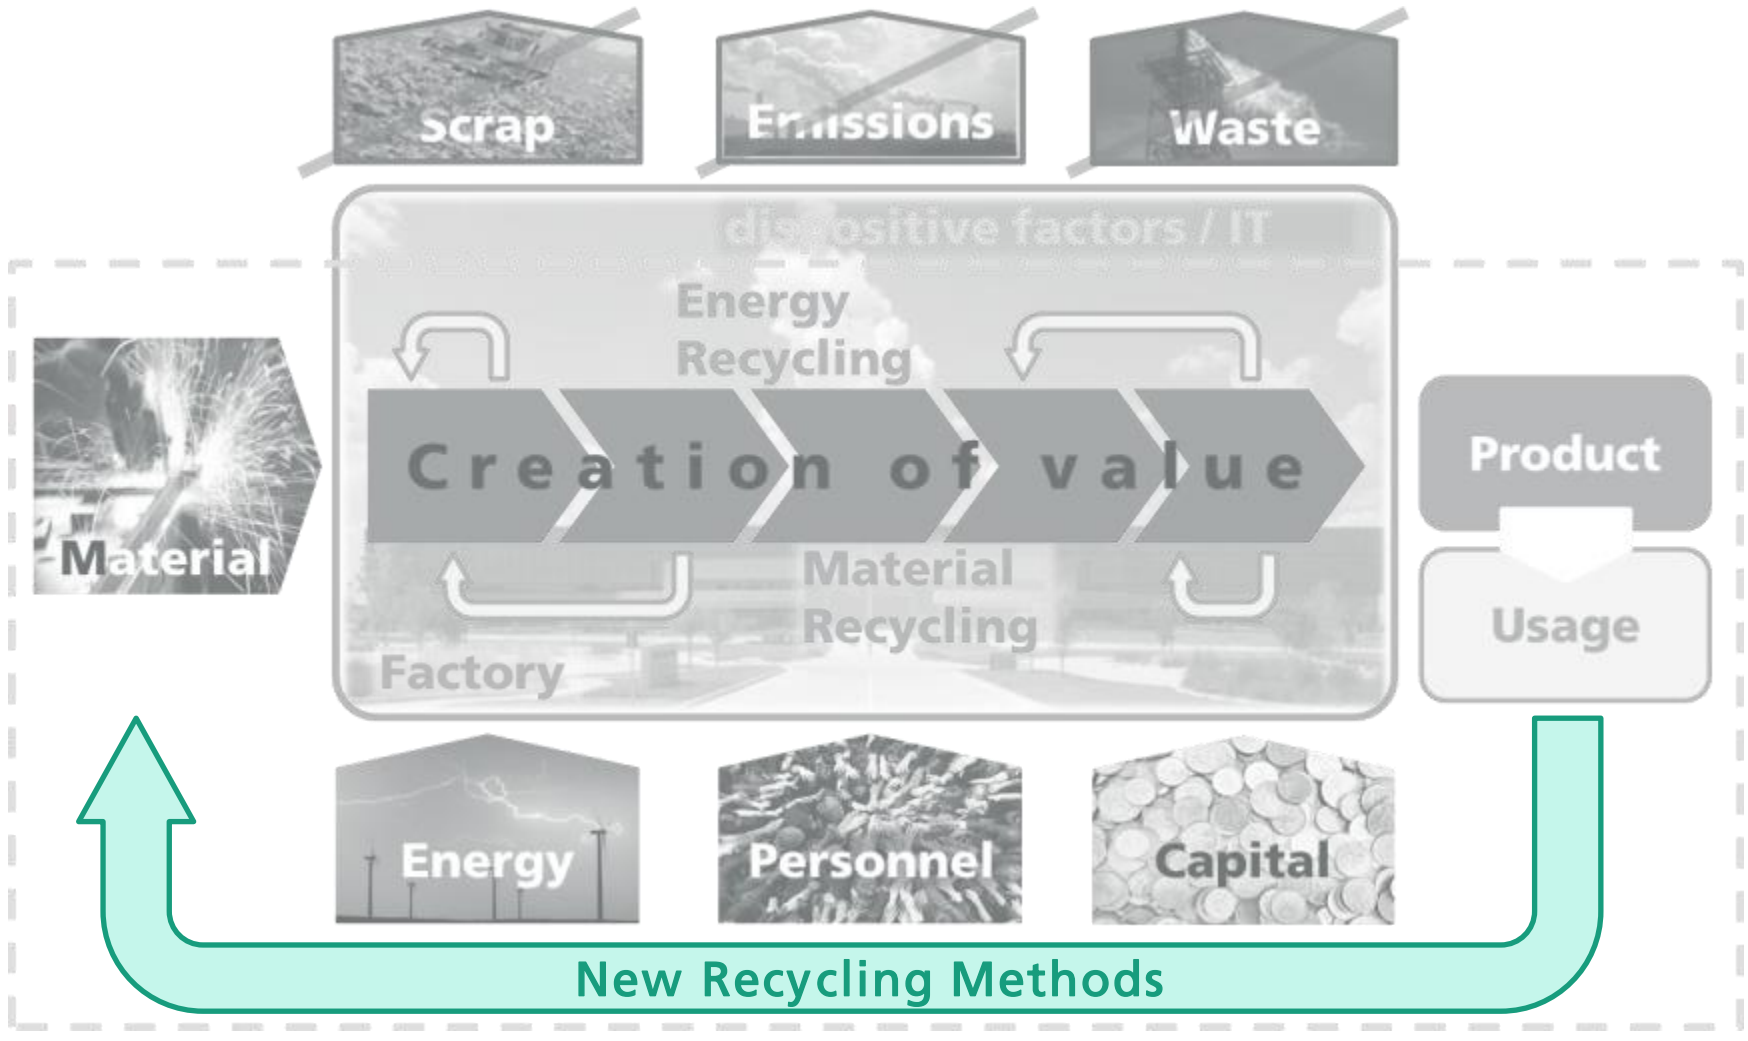 Scrap
Emissions
Waste
dispositive factors / IT
Energy
Recycling
Creation of value
Material
Product
Material
Recycling
Usage
Factory
Energy
Personnel
Capital
New Recycling Methods